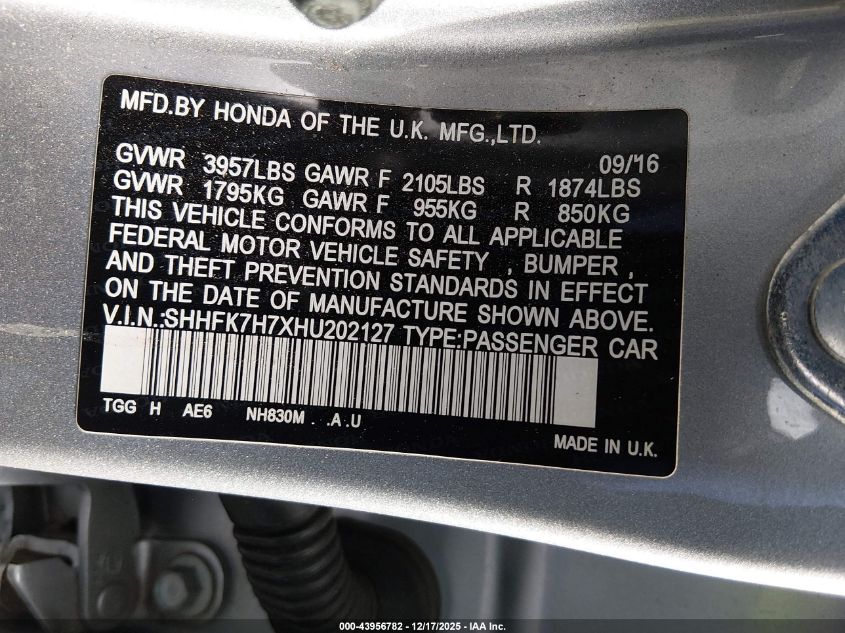 MFD.BY HONDA OF THE U.K. MFG.,LTD.
09/16
GVWR 3957LBS GAWR F 2105LBS R 1874LBS
GVWR 1795KG GAWR F 955KG R 850KG
THIS VEHICLE CONFORMS TO ALL APPLICABLE
FEDERAL MOTOR VEHICLE SAFETY , BUMPER ,
AND THEFT PREVENTION STANDARDS IN EFFECT
ON THE DATE OF MANUFACTURE SHOWN ABOVE.
V.I.N.:SHHFK7H7XHU202127 TYPE:PASSENGER CAR
TGG H AE6 NH830M . .A .U
MADE IN U.K.
000-43956782 / 12/17/2025 - IAA Inc.